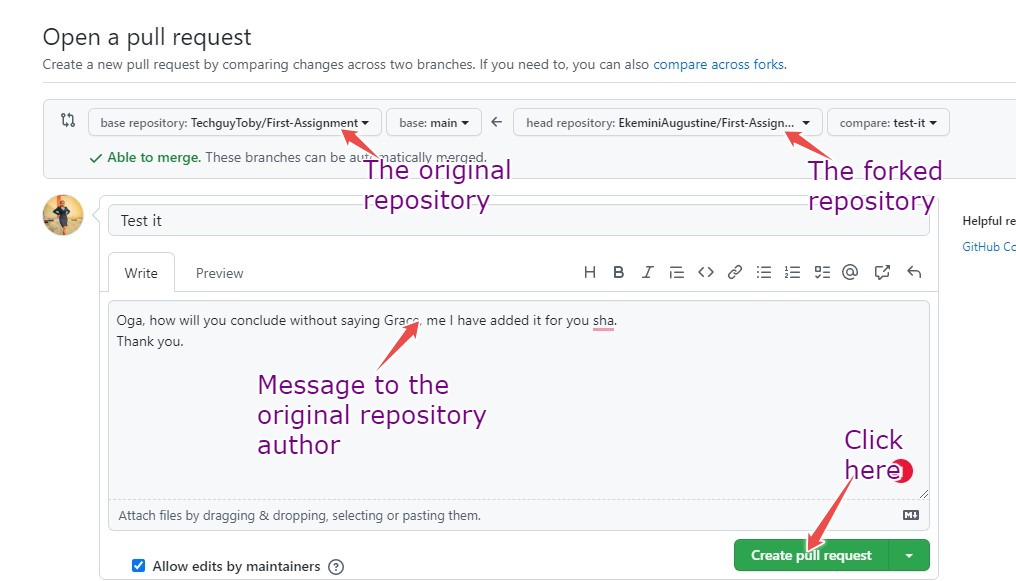 Open a pull request
Create a new pull request by comparing changes across two branches. If you need to, you can also compare across forks.
base repository: TechguyToby/First-Assignment
base: main
head repository: EkeminiAugustine/First-Assign...
compare: test-it
Able to merge. These branches can be automatically merged.
The original
repository
The forked
repository
Test it
Helpful re
GitHub Co
Write
Preview
Oga, how will you conclude without saying Grace, me I have added it for you sha.
Thank you.
Message to the
original repository
author
Click
here
Attach files by dragging & dropping, selecting or pasting them.
Create pull request
Allow edits by maintainers